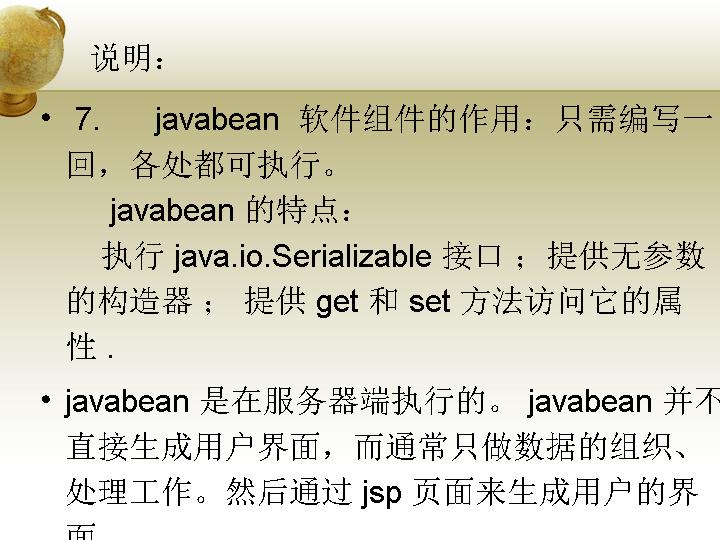 说明：
• 7. javabean 软件组件的作用：只需编写一
回，各处都可执行。
javabean 的特点：
执行 java.io.Serializable 接口 ；提供无参数
的构造器 ； 提供 get 和 set 方法访问它的属
性 .
• javabean 是在服务器端执行的。 javabean 并不
直接生成用户界面，而通常只做数据的组织、
处理工作。然后通过 jsp 页面来生成用户的界
面